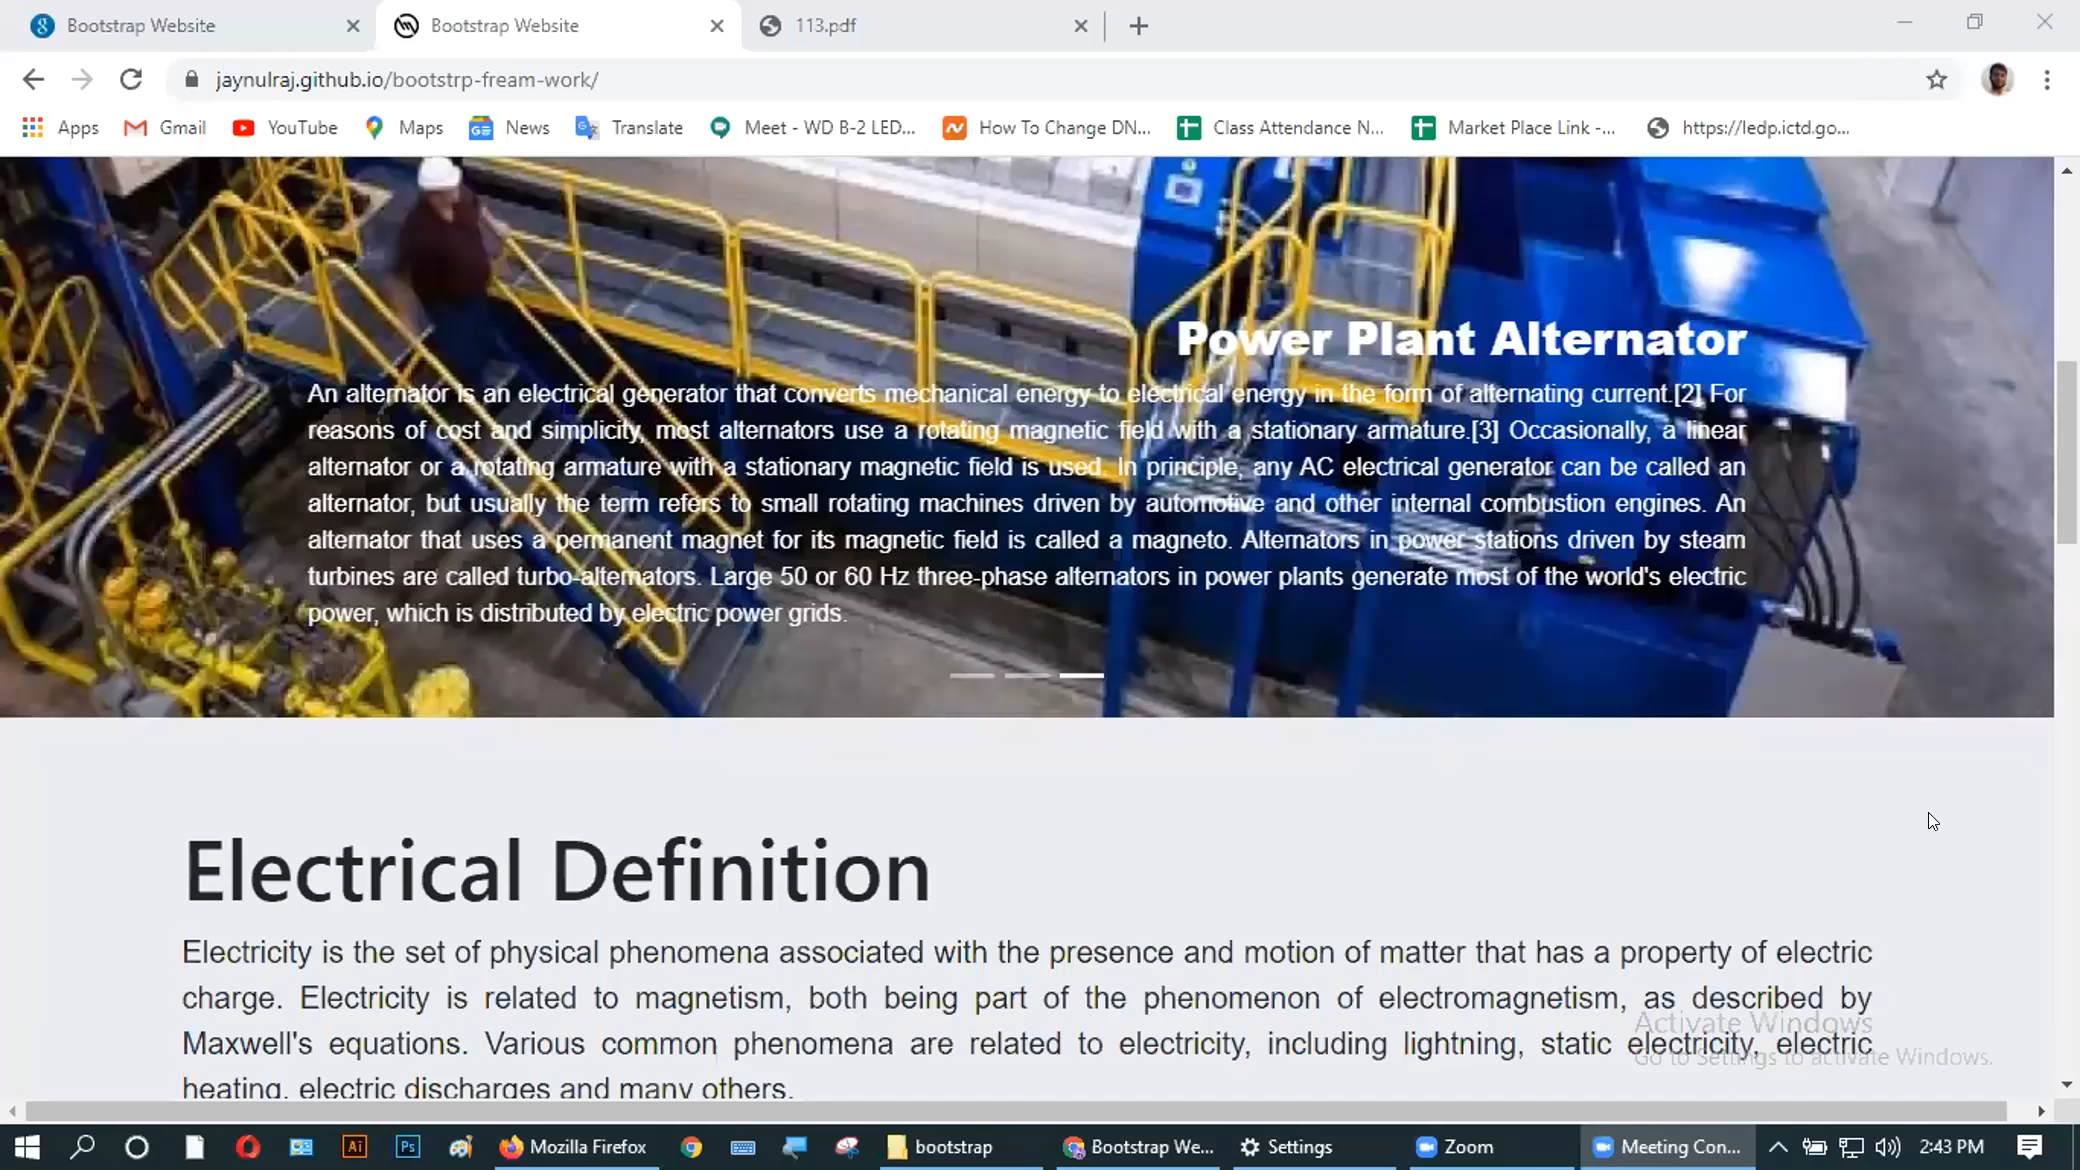 Bootstrap Website
Bootstrap Website
113.pdf
jaynulraj.github.io/bootstrp-fream-work/
Apps
Gmail
YouTube
Maps
News
Translate
Meet - WD B-2 LED...
How To Change DN...
Class Attendance N...
Market Place Link -...
https://ledp.ictd.go...
Power Plant Alternator
An alternator is an electrical generator that converts mechanical energy to electrical energy in the form of alternating current.[2] For
reasons of cost and simplicity, most alternators use a rotating magnetic field with a stationary armature.[3] Occasionally, a linear
alternator or a rotating armature with a stationary magnetic field is used. In principle, any AC electrical generator can be called an
alternator, but usually the term refers to small rotating machines driven by automotive and other internal combustion engines. An
alternator that uses a permanent magnet for its magnetic field is called a magneto. Alternators in power stations driven by steam
turbines are called turbo-alternators. Large 50 or 60 Hz three-phase alternators in power plants generate most of the world's electric
power, which is distributed by electric power grids.
Electrical Definition
Electricity is the set of physical phenomena associated with the presence and motion of matter that has a property of electric
charge. Electricity is related to magnetism, both being part of the phenomenon of electromagnetism, as described by
Maxwell's equations. Various common phenomena are related to electricity, including lightning, static electricity, electric
heating, electric discharges and many others.
Activate Windows
Go to Settings to activate Windows.
Ai
Ps
Mozilla Firefox
bootstrap
Bootstrap We...
Settings
Zoom
Meeting Con...
2:43 PM